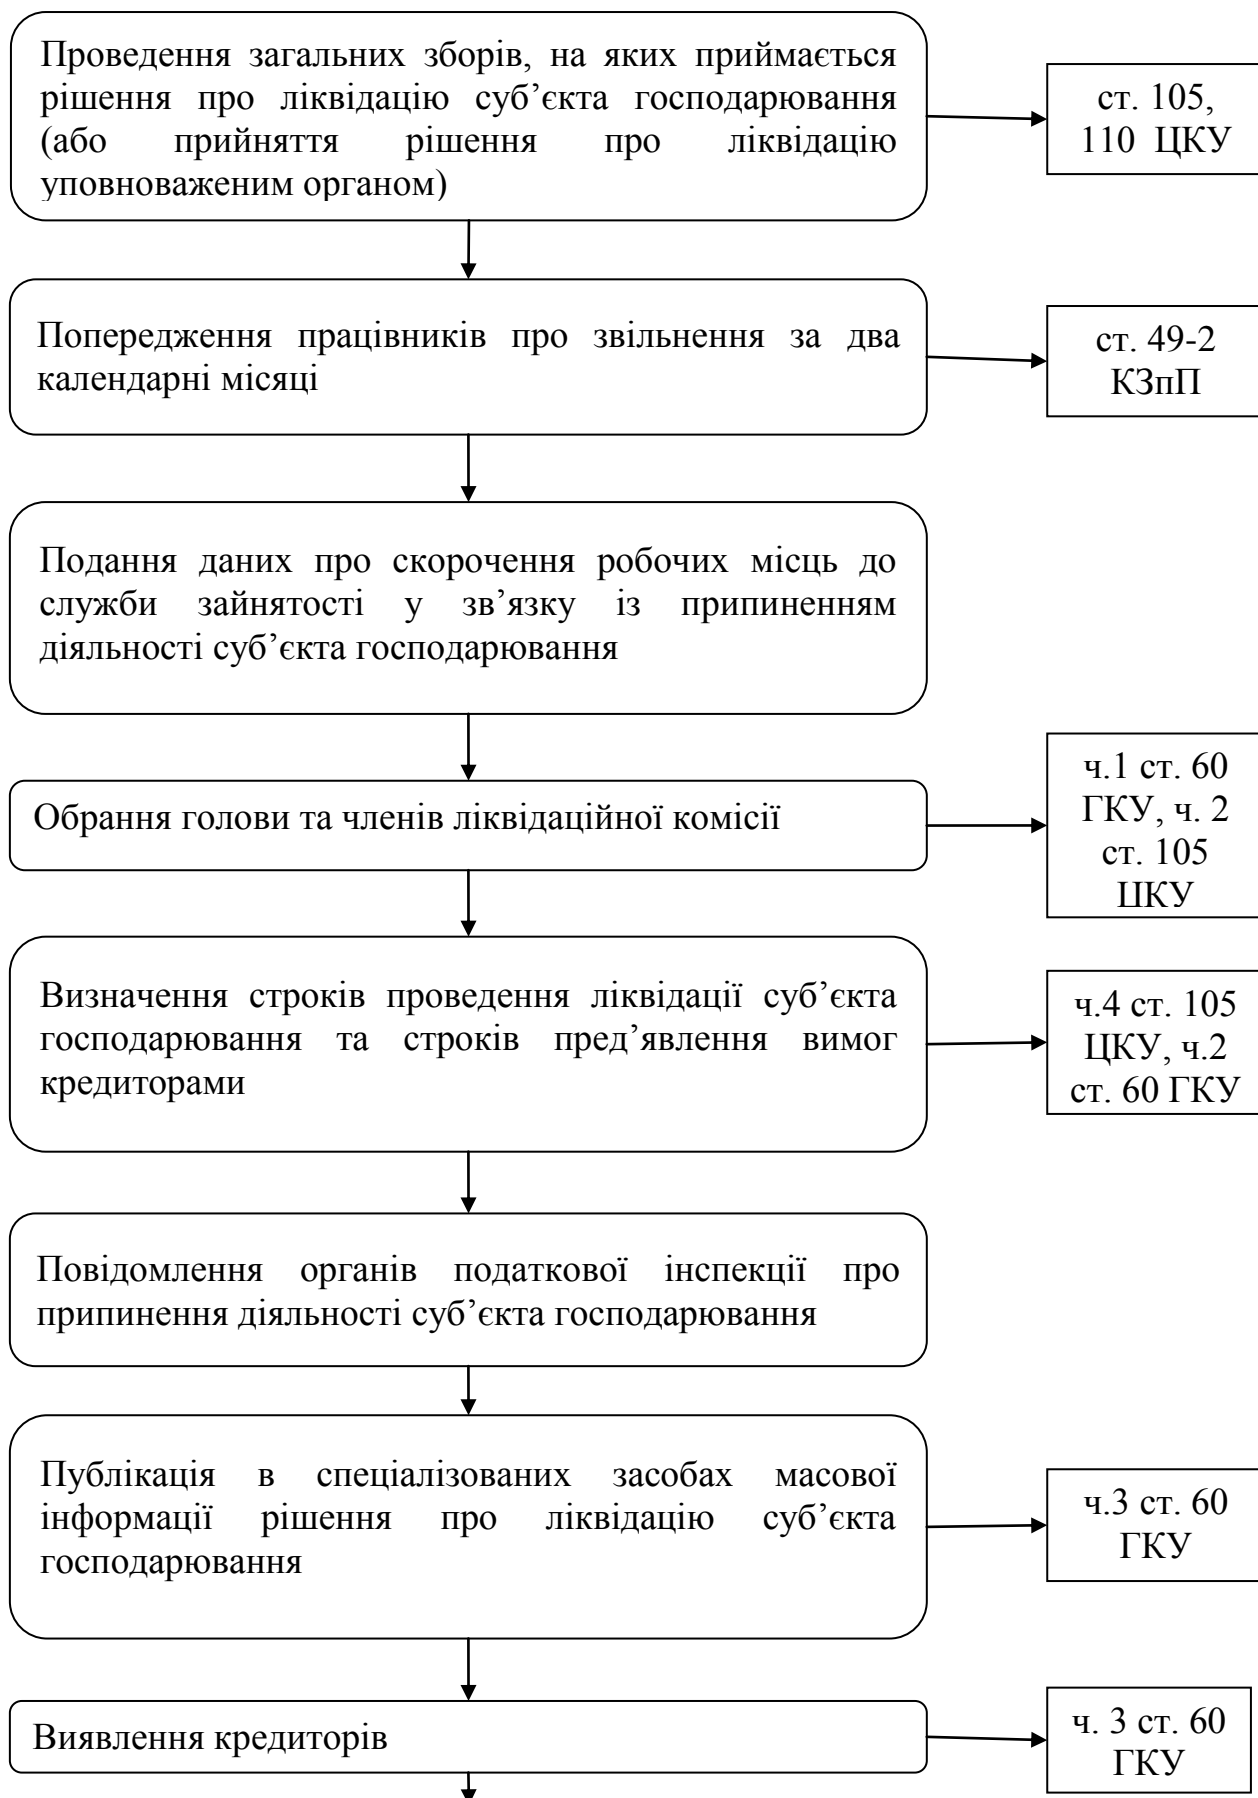 Проведення загальних зборів, на яких приймається
рішення про ліквідацію суб’єкта господарювання
(або прийняття рішення про ліквідацію
уповноваженим органом)
ст. 105,
110 ЦКУ
Попередження працівників про звільнення за два
календарні місяці
ст. 49-2
КЗпП
Подання даних про скорочення робочих місць до
служби зайнятості у зв’язку із припиненням
діяльності суб’єкта господарювання
Обрання голови та членів ліквідаційної комісії
ч.1 ст. 60
ГКУ, ч. 2
ст. 105
ЦКУ
Визначення строків проведення ліквідації суб’єкта
господарювання та строків пред’явлення вимог
кредиторами
ч.4 ст. 105
ЦКУ, ч.2
ст. 60 ГКУ
Повідомлення органів податкової інспекції про
припинення діяльності суб’єкта господарювання
Публікація в спеціалізованих засобах масової
інформації рішення про ліквідацію суб’єкта
господарювання
ч.3 ст. 60
ГКУ
Виявлення кредиторів
ч. 3 ст. 60
ГКУ